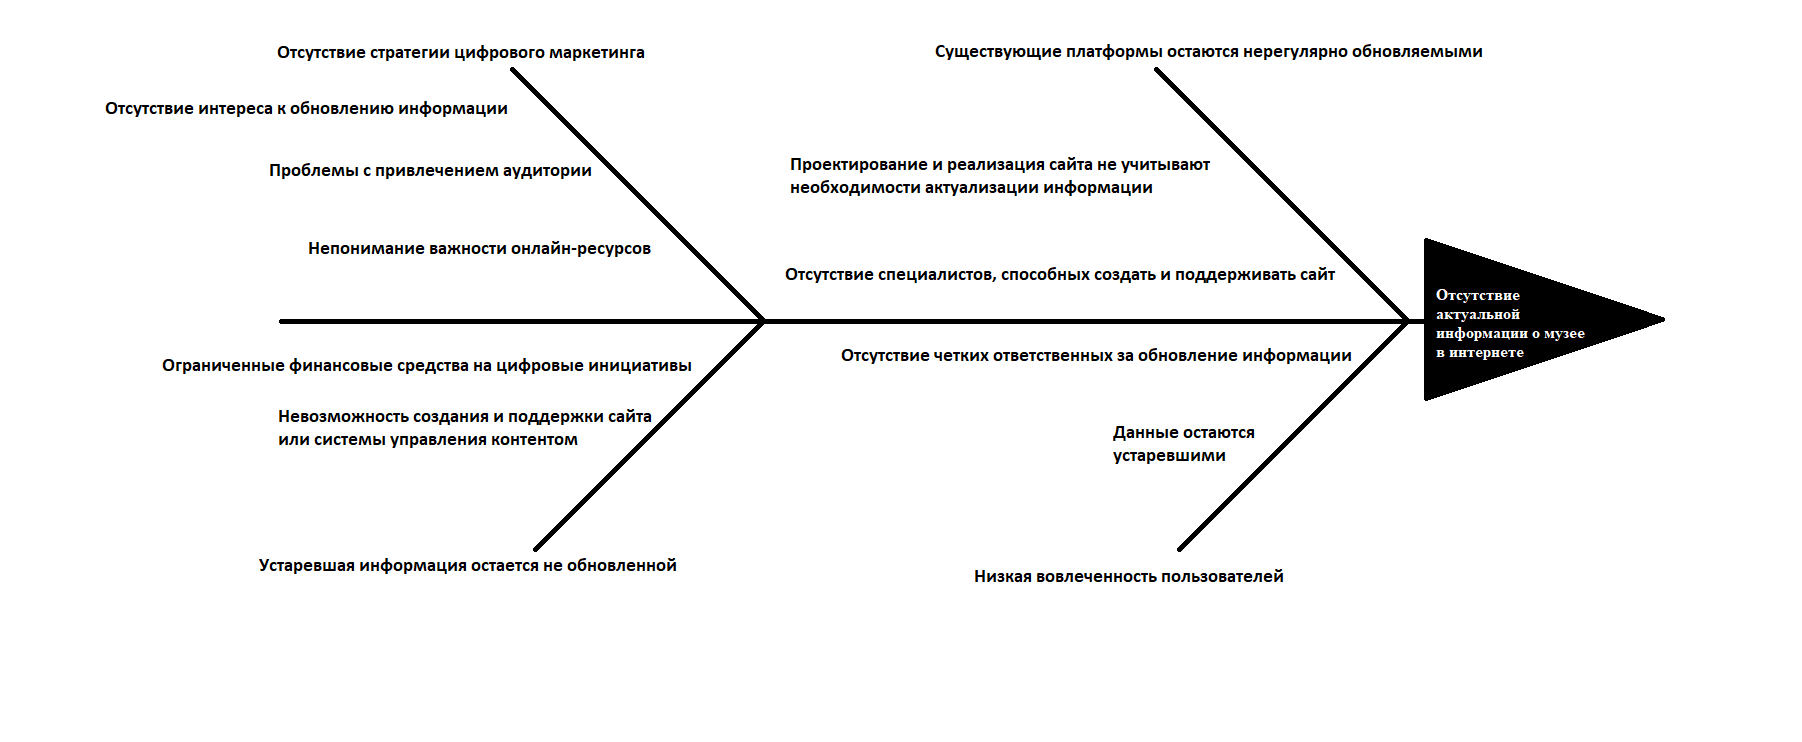 Отсутствие стратегии цифрового маркетинга
Отсутствие интереса к обновлению информации
Проблемы с привлечением аудитории
Непонимание важности онлайн-ресурсов
Существующие платформы остаются нерегулярно обновляемыми
Проектирование и реализация сайта не учитывают
необходимости актуализации информации
Отсутствие специалистов, способных создать и поддерживать сайт
Ограниченные финансовые средства на цифровые инициативы
Невозможность создания и поддержки сайта
или системы управления контентом
Устаревшая информация остается не обновленной
Отсутствие четких ответственных за обновление информации
Данные остаются
устаревшими
Низкая вовлеченность пользователей
Отсутствие
актуальной
информации о музее
в интернете